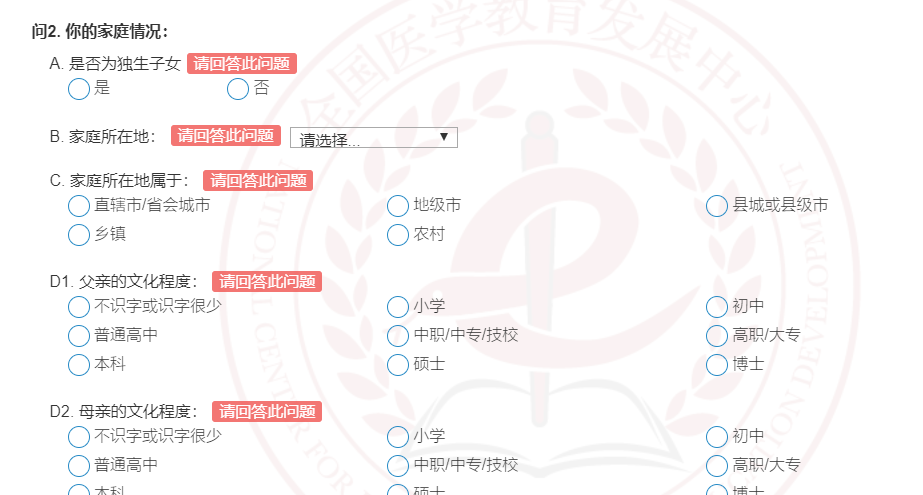 问2. 你的家庭情况：
A. 是否为独生子女 请回答此问题
是 否
B. 家庭所在地： 请回答此问题 请选择... ▼
C. 家庭所在地属于： 请回答此问题
直辖市/省会城市 地级市 县城或县级市
乡镇 农村
D1. 父亲的文化程度： 请回答此问题
不识字或识字很少 小学 初中
普通高中 中职/中专/技校 高职/大专
本科 硕士 博士
D2. 母亲的文化程度： 请回答此问题
不识字或识字很少 小学 初中
普通高中 中职/中专/技校 高职/大专
本科 硕士 博士
全国医学教育发展中心
NATIONAL CENTER FOR
ION DEVELOPMENT